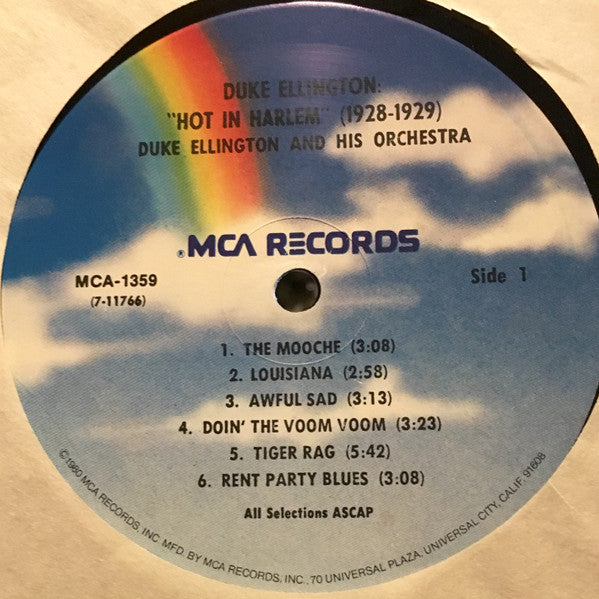 DUKE ELLINGTON:
"HOT IN HARLEM" (1928-1929)
DUKE ELLINGTON AND HIS ORCHESTRA
®MCA RECORDS
MCA-1359
(7-11766)
Side 1
1. THE MOOCHE (3:08)
2. LOUISIANA (2:58)
3. AWFUL SAD (3:13)
4. DOIN' THE VOOM VOOM (3:23)
5. TIGER RAG (5:42)
6. RENT PARTY BLUES (3:08)
All Selections ASCAP
©1980 MCA RECORDS, INC MFD. BY MCA RECORDS, INC., 70 UNIVERSAL PLAZA, UNIVERSAL CITY, CALIF. 91608